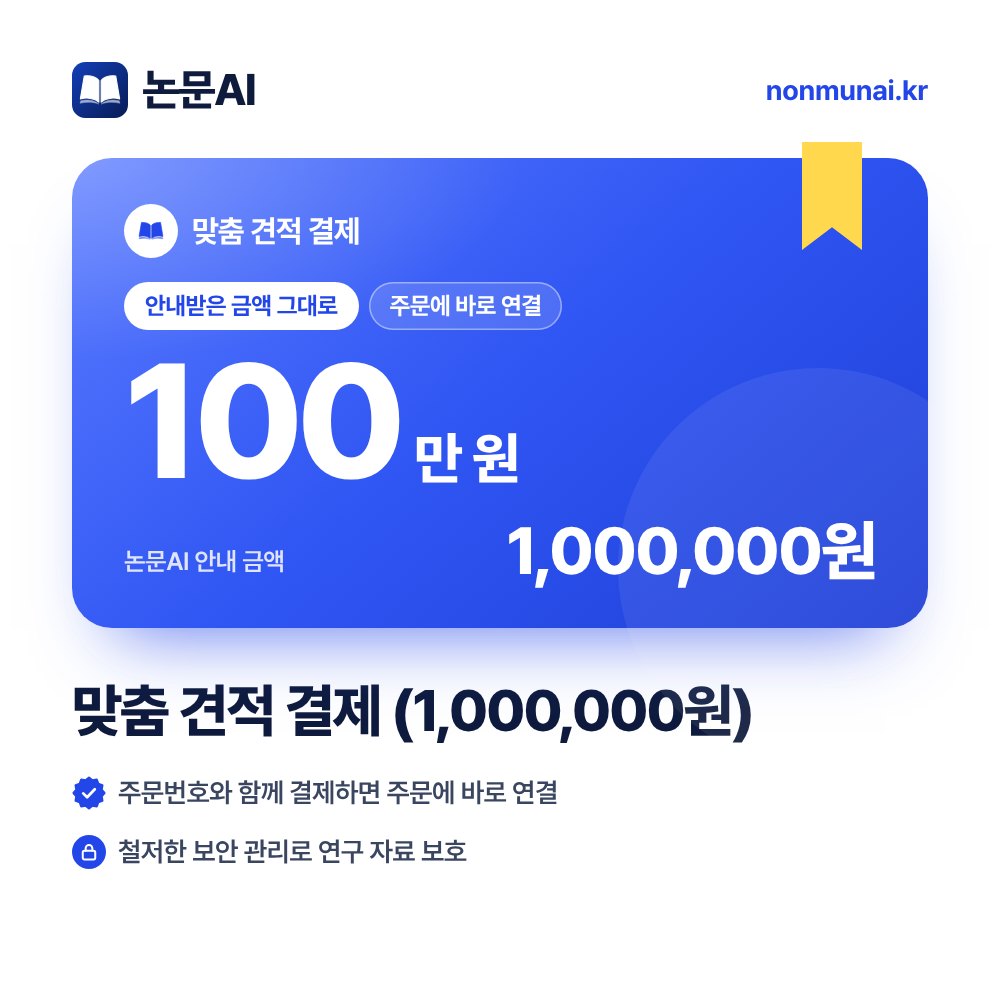 논문AI
nonmunai.kr
맞춤 견적 결제
안내받은 금액 그대로
주문에 바로 연결
100만 원
논문AI 안내 금액
1,000,000원
맞춤 견적 결제 (1,000,000원)
주문번호와 함께 결제하면 주문에 바로 연결
철저한 보안 관리로 연구 자료 보호